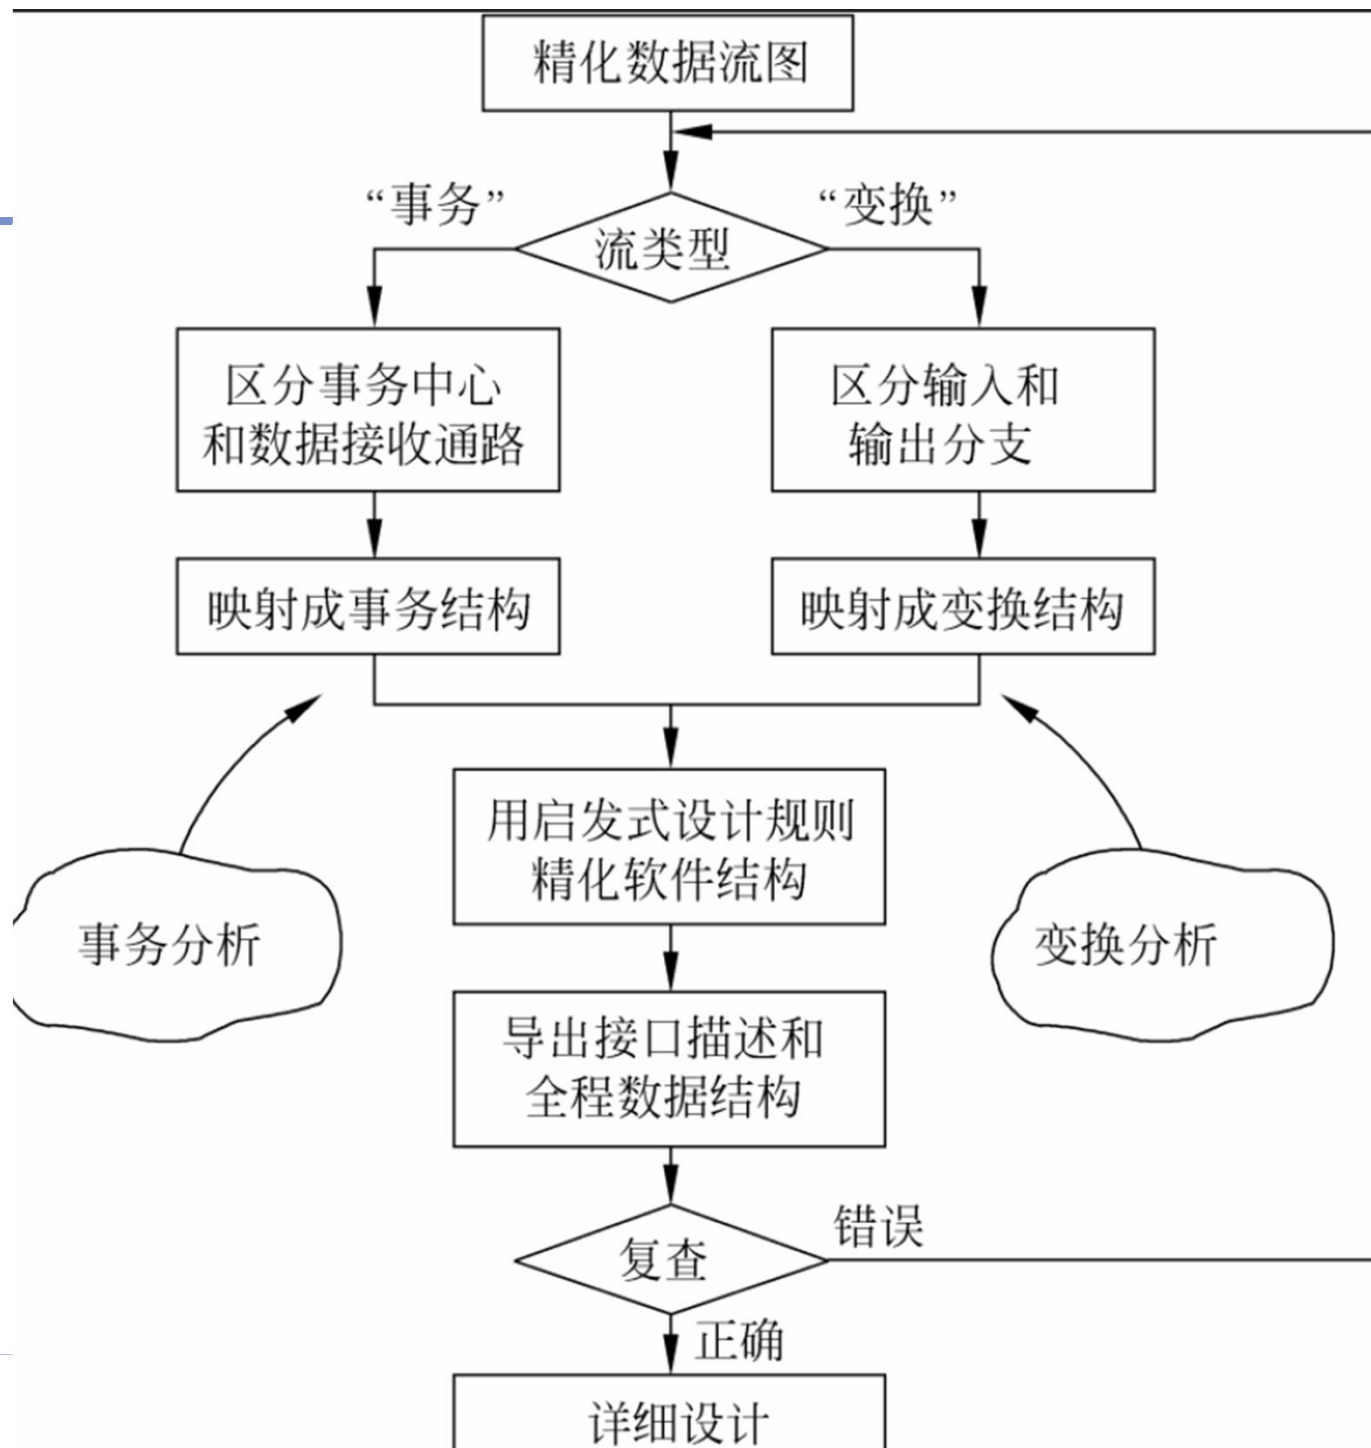 精化数据流图
“事务”
“变换”
流类型
区分事务中心
和数据接收通路
区分输入和
输出分支
映射成事务结构
映射成变换结构
用启发式设计规则
精化软件结构
事务分析
变换分析
导出接口描述和
全程数据结构
错误
复查
正确
详细设计